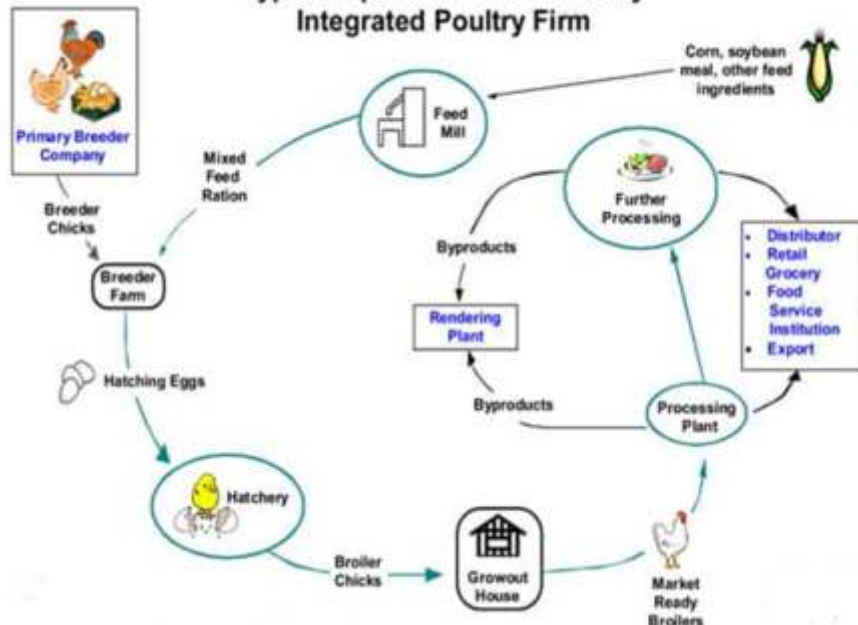 Integrated Poultry Firm
Corn, soybean
meal, other feed
ingredients
Feed
Mill
Primary Breeder
Company
Mixed
Feed
Ration
Breeder
Chicks
Further
Processing
Byproducts
• Distributor
• Retail
Grocery
• Food
Service
Institution
• Export
Breeder
Farm
Rendering
Plant
Hatching Eggs
Byproducts
Processing
Plant
Hatchery
Broiler
Chicks
Growout
House
Market
Ready
Broilers